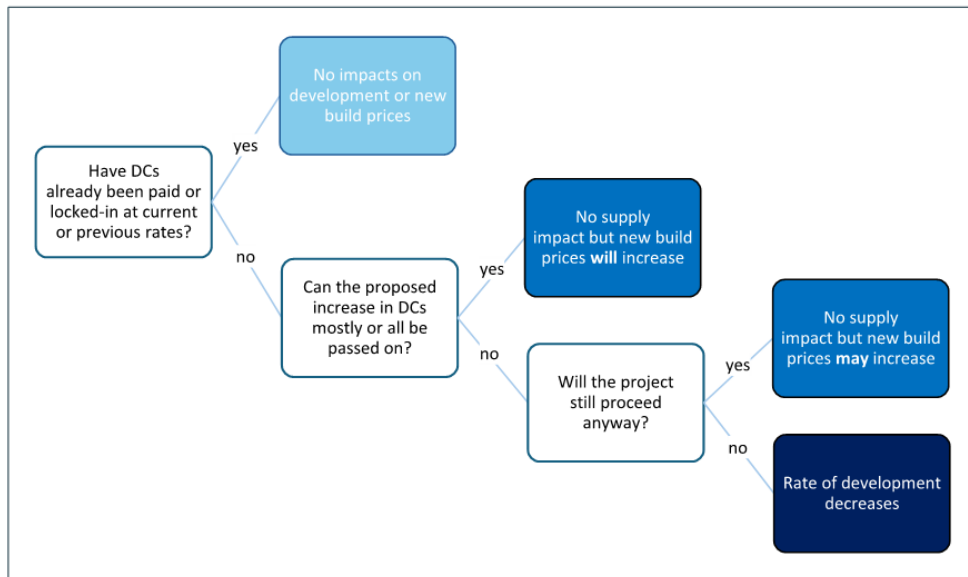 No impacts on
development or new
build prices
yes
Have DCs
already been paid or
locked-in at current
or previous rates?
no
No supply
impact but new build
prices will increase
yes
Can the proposed
increase in DCs
mostly or all be
passed on?
no
No supply
impact but new build
prices may increase
yes
Will the project
still proceed
anyway?
no
Rate of development
decreases